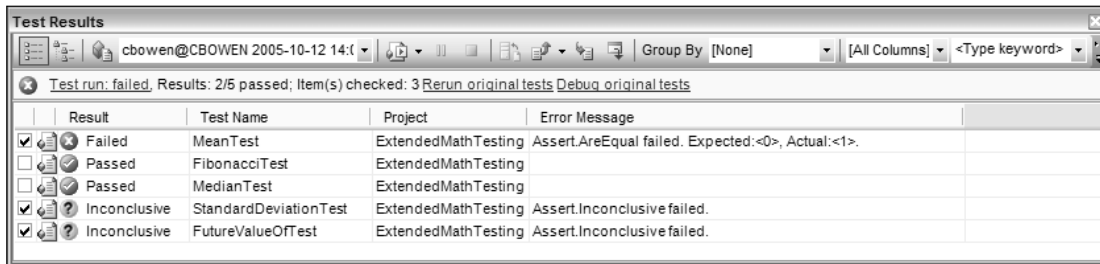 Test Results
cbowen@CBOWEN 2005-10-12 14:( Group By [None] [All Columns] <Type keyword>
Test run: failed, Results: 2/5 passed; Item(s) checked: 3 Rerun original tests Debug original tests
Result Test Name Project Error Message
Failed MeanTest ExtendedMathTesting Assert.AreEqual failed. Expected:<0>, Actual:<1>.
Passed FibonacciTest ExtendedMathTesting
Passed MedianTest ExtendedMathTesting
Inconclusive StandardDeviationTest ExtendedMathTesting Assert.Inconclusive failed.
Inconclusive FutureValueOfTest ExtendedMathTesting Assert.Inconclusive failed.